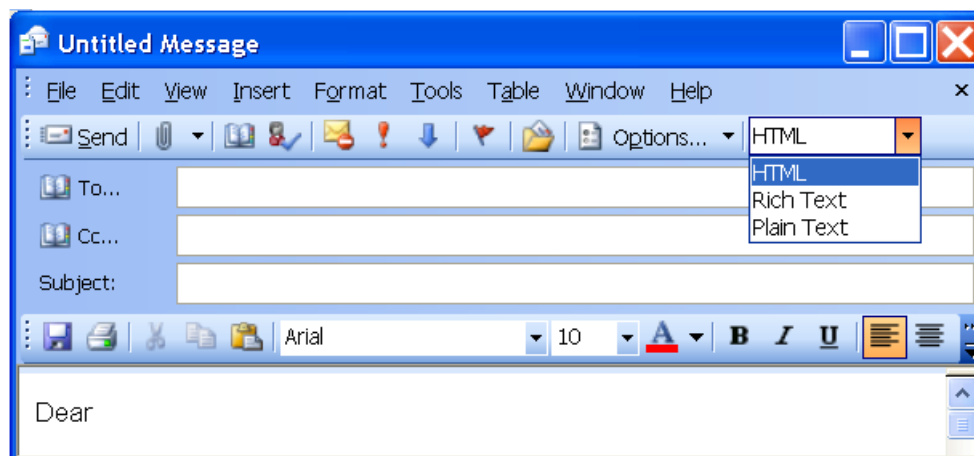 Untitled Message
File Edit View Insert Format Tools Table Window Help
Send Options... HTML
HTML
Rich Text
Plain Text
To...
Cc...
Subject:
Arial 10 A B I U
Dear